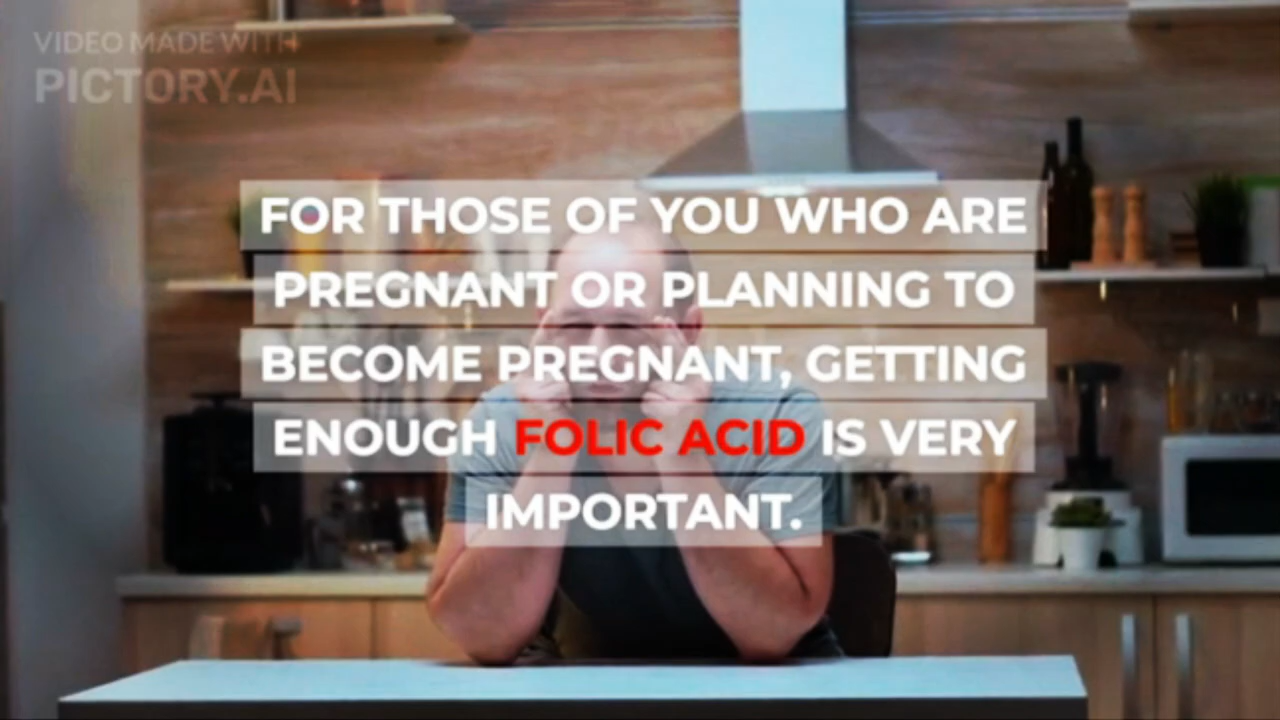 VIDEO MADE WITH
PICTORY.AI
FOR THOSE OF YOU WHO ARE
PREGNANT OR PLANNING TO
BECOME PREGNANT, GETTING
ENOUGH FOLIC ACID IS VERY
IMPORTANT.